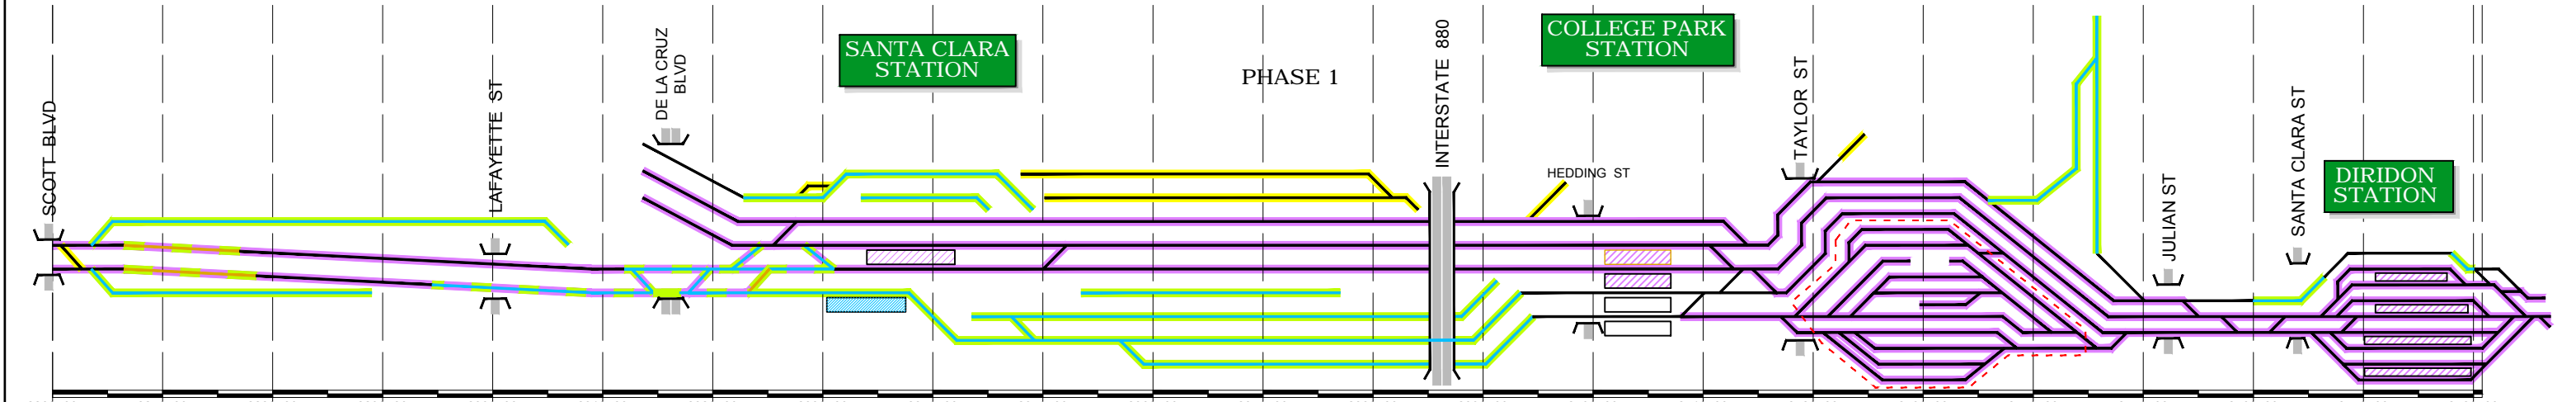 SCOTT BLVD
LAFAYETTE ST
DE LA CRUZ
BLVD
SANTA CLARA
STATION
PHASE 1
INTERSTATE 880
COLLEGE PARK
STATION
HEDDING ST
TAYLOR ST
JULIAN ST
SANTA CLARA ST
DIRIDON
STATION